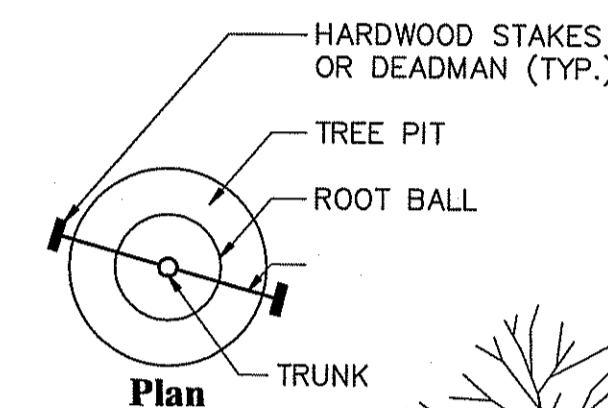 HARDWOOD STAKES
OR DEADMAN (TYP.)
TREE PIT
ROOT BALL
TRUNK
Plan